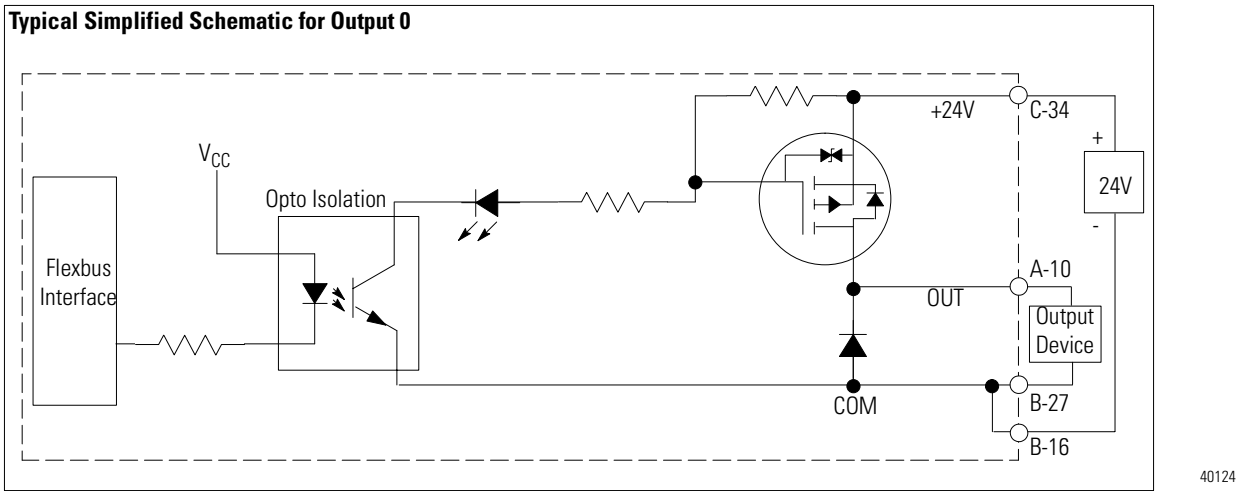 Typical Simplified Schematic for Output 0
+24V
C-34
+
24V
-
VCC
Opto Isolation
Flexbus
Interface
A-10
OUT
Output
Device
COM
B-27
B-16
40124